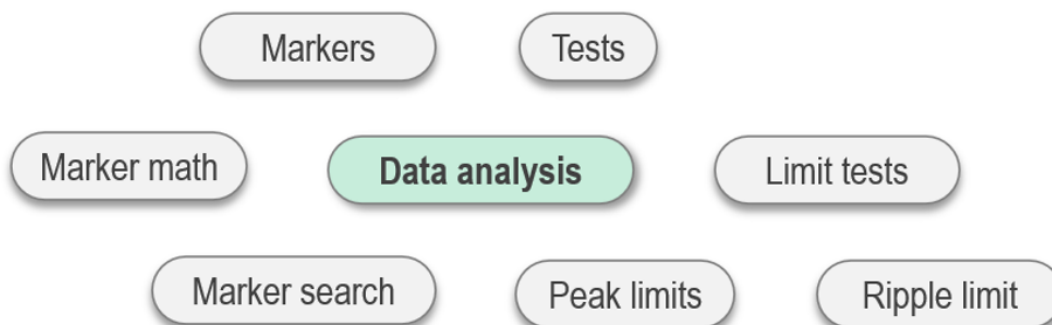 Markers
Tests
Marker math
Data analysis
Limit tests
Marker search
Peak limits
Ripple limit